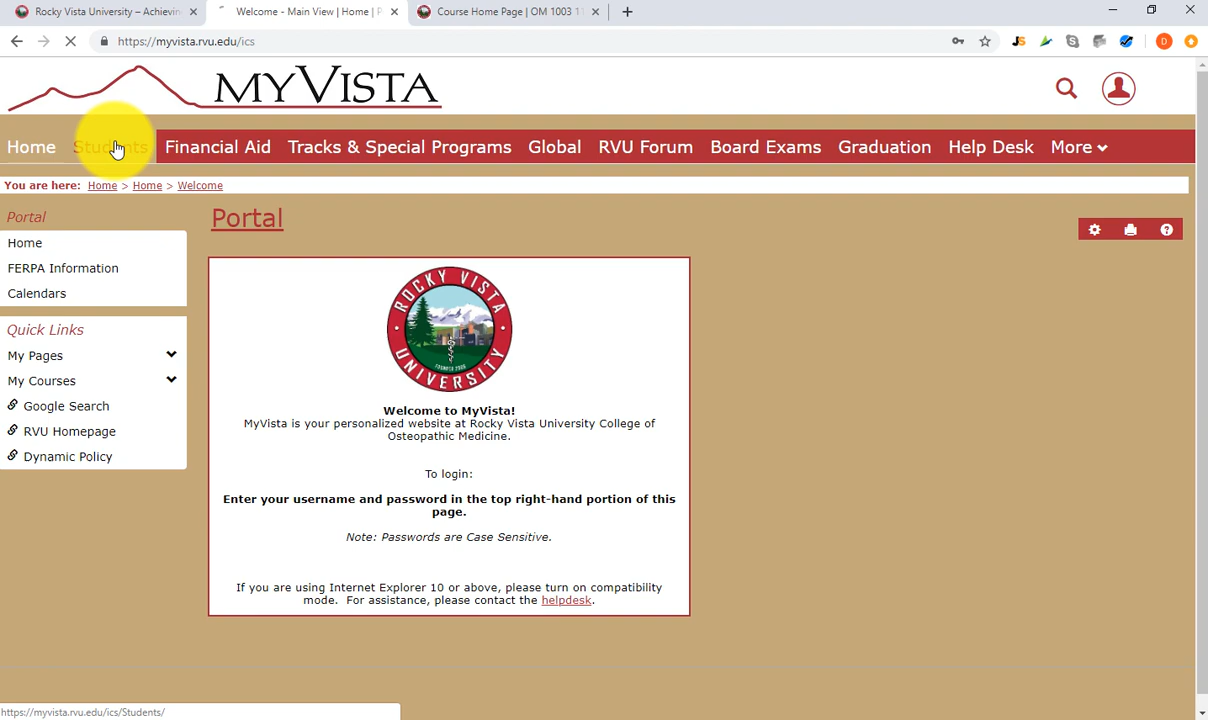 Rocky Vista University – Achievin
Welcome - Main View | Home | P
Course Home Page | OM 1003 11
https://myvista.rvu.edu/ics
JS
D
MYVISTA
Home Students Financial Aid Tracks & Special Programs Global RVU Forum Board Exams Graduation Help Desk More
You are here: Home > Home > Welcome
Portal
Home
FERPA Information
Calendars
Quick Links
My Pages
My Courses
Google Search
RVU Homepage
Dynamic Policy
Portal
ROCKY VISTA
UNIVERSITY
Welcome to MyVista!
MyVista is your personalized website at Rocky Vista University College of
Osteopathic Medicine.
To login:
Enter your username and password in the top right-hand portion of this
page.
Note: Passwords are Case Sensitive.
If you are using Internet Explorer 10 or above, please turn on compatibility
mode. For assistance, please contact the helpdesk.
https://myvista.rvu.edu/ics/Students/